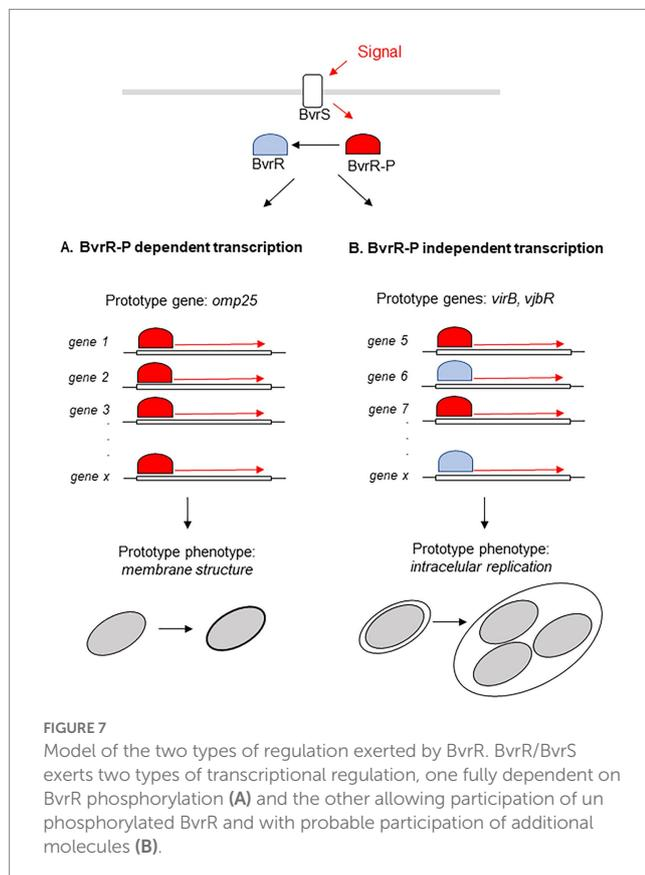 Signal
BvrS
BvrR
BvrR-P
A. BvrR-P dependent transcription
Prototype gene: omp25
gene 1
gene 2
gene 3
gene x
Prototype phenotype:
membrane structure
B. BvrR-P independent transcription
Prototype genes: virB, vjbR
gene 5
gene 6
gene 7
gene x
Prototype phenotype:
intracelular replication
FIGURE 7
Model of the two types of regulation exerted by BvrR. BvrR/BvrS
exerts two types of transcriptional regulation, one fully dependent on
BvrR phosphorylation (A) and the other allowing participation of un
phosphorylated BvrR and with probable participation of additional
molecules (B).